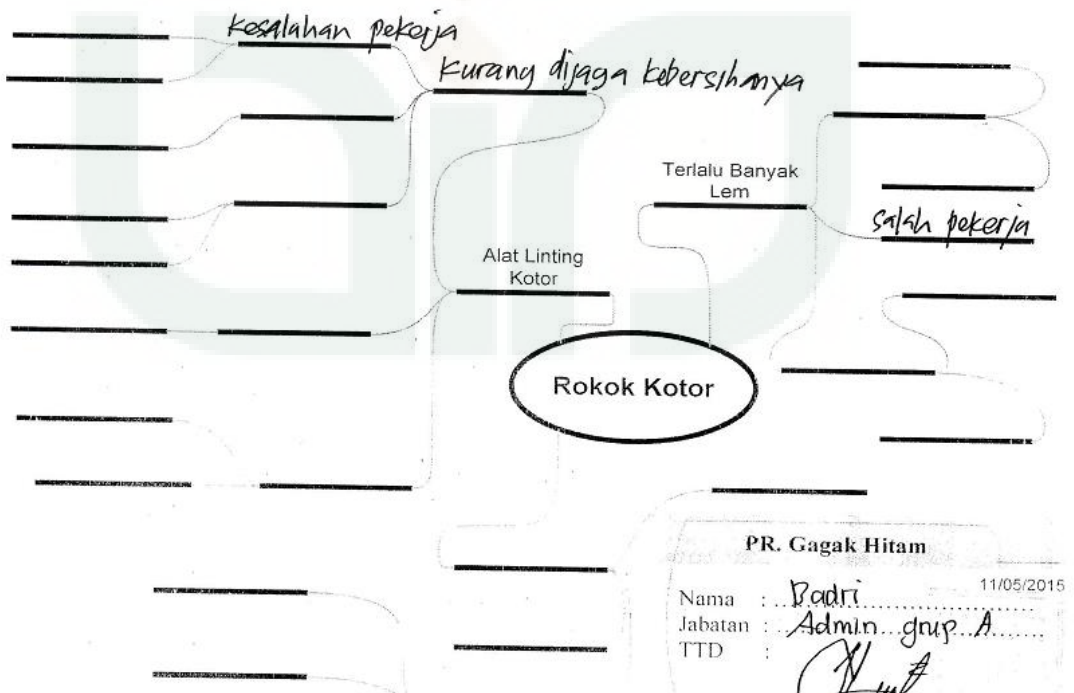 Kesalahan pekerja
Kurang dijaga kebersihanya
Terlalu Banyak
Lem
salah pekerja
Alat Linting
Kotor
Rokok Kotor
PR. Gagak Hitam
11/05/2015
Nama : Badri
Jabatan : Admin grup A
TTD :